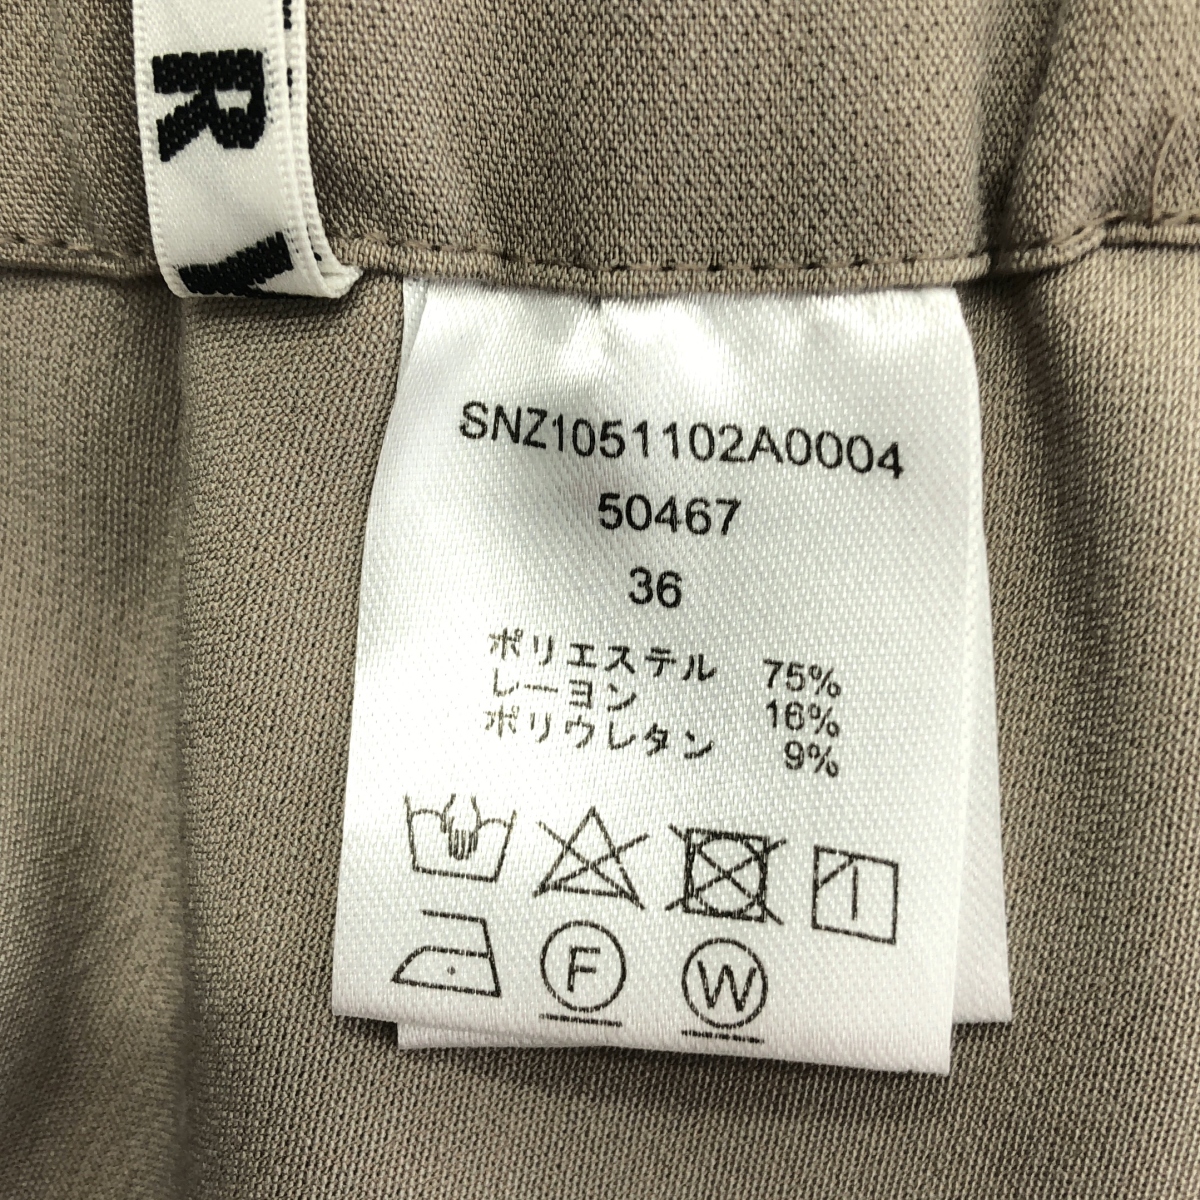 R
SNZ1051102A0004
50467
36
ポリエステル 75%
レーヨン 16%
ポリウレタン 9%
F W